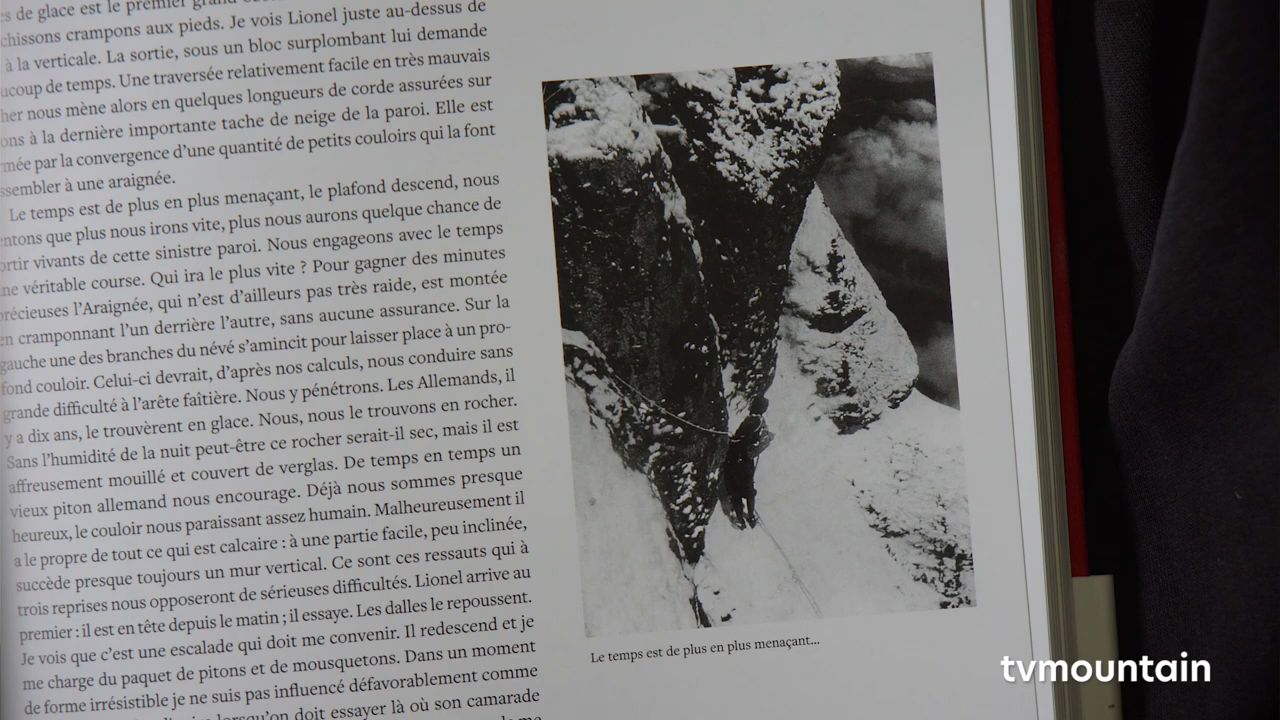 s de glace est le premier grand
chissons crampons aux pieds. Je vois Lionel juste au-dessus de
à la verticale. La sortie, sous un bloc surplombant lui demande
ucoup de temps. Une traversée relativement facile en très mauvais
her nous mène alors en quelques longueurs de corde assurées sur
ons à la dernière importante tache de neige de la paroi. Elle est
mée par la convergence d'une quantité de petits couloirs qui la font
ssembler à une araignée.
Le temps est de plus en plus menaçant, le plafond descend, nous
ntons que plus nous irons vite, plus nous aurons quelque chance de
ortir vivants de cette sinistre paroi. Nous engageons avec le temps
ne véritable course. Qui ira le plus vite ? Pour gagner des minutes
précieuses l'Araignée, qui n'est d'ailleurs pas très raide, est montée
en cramponnant l'un derrière l'autre, sans aucune assurance. Sur la
gauche une des branches du névé s'amincit pour laisser place à un pro-
fond couloir. Celui-ci devrait, d'après nos calculs, nous conduire sans
grande difficulté à l'arête faîtière. Nous y pénétrons. Les Allemands, il
y a dix ans, le trouvèrent en glace. Nous, nous le trouvons en rocher.
Sans l'humidité de la nuit peut-être ce rocher serait-il sec, mais il est
affreusement mouillé et couvert de verglas. De temps en temps un
vieux piton allemand nous encourage. Déjà nous sommes presque
heureux, le couloir nous paraissant assez humain. Malheureusement il
a le propre de tout ce qui est calcaire : à une partie facile, peu inclinée,
succède presque toujours un mur vertical. Ce sont ces ressauts qui à
trois reprises nous opposeront de sérieuses difficultés. Lionel arrive au
premier : il est en tête depuis le matin ; il essaye. Les dalles le repoussent.
Je vois que c'est une escalade qui doit me convenir. Il redescend et je
me charge du paquet de pitons et de mousquetons. Dans un moment
de forme irrésistible je ne suis pas influencé défavorablement comme
lorsqu'on doit essayer là où son camarade
Le temps est de plus en plus menaçant...
tvmountain